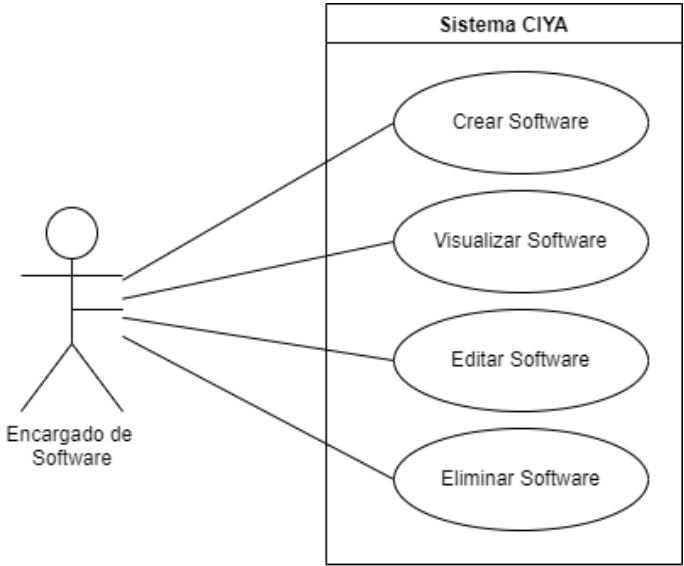 Sistema CIYA
Crear Software
Visualizar Software
Editar Software
Eliminar Software
Encargado de
Software